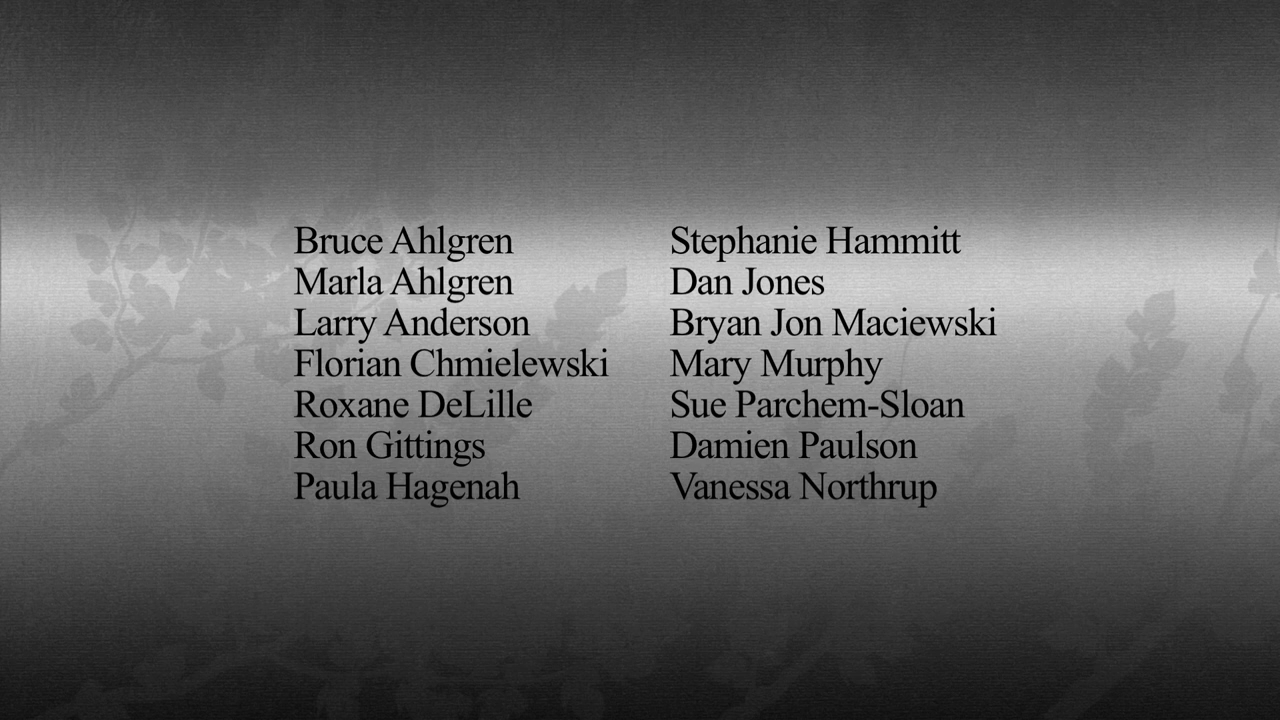 Bruce Ahlgren
Marla Ahlgren
Larry Anderson
Florian Chmielewski
Roxane DeLille
Ron Gittings
Paula Hagenah
Stephanie Hammitt
Dan Jones
Bryan Jon Maciewski
Mary Murphy
Sue Parchem-Sloan
Damien Paulson
Vanessa Northrup